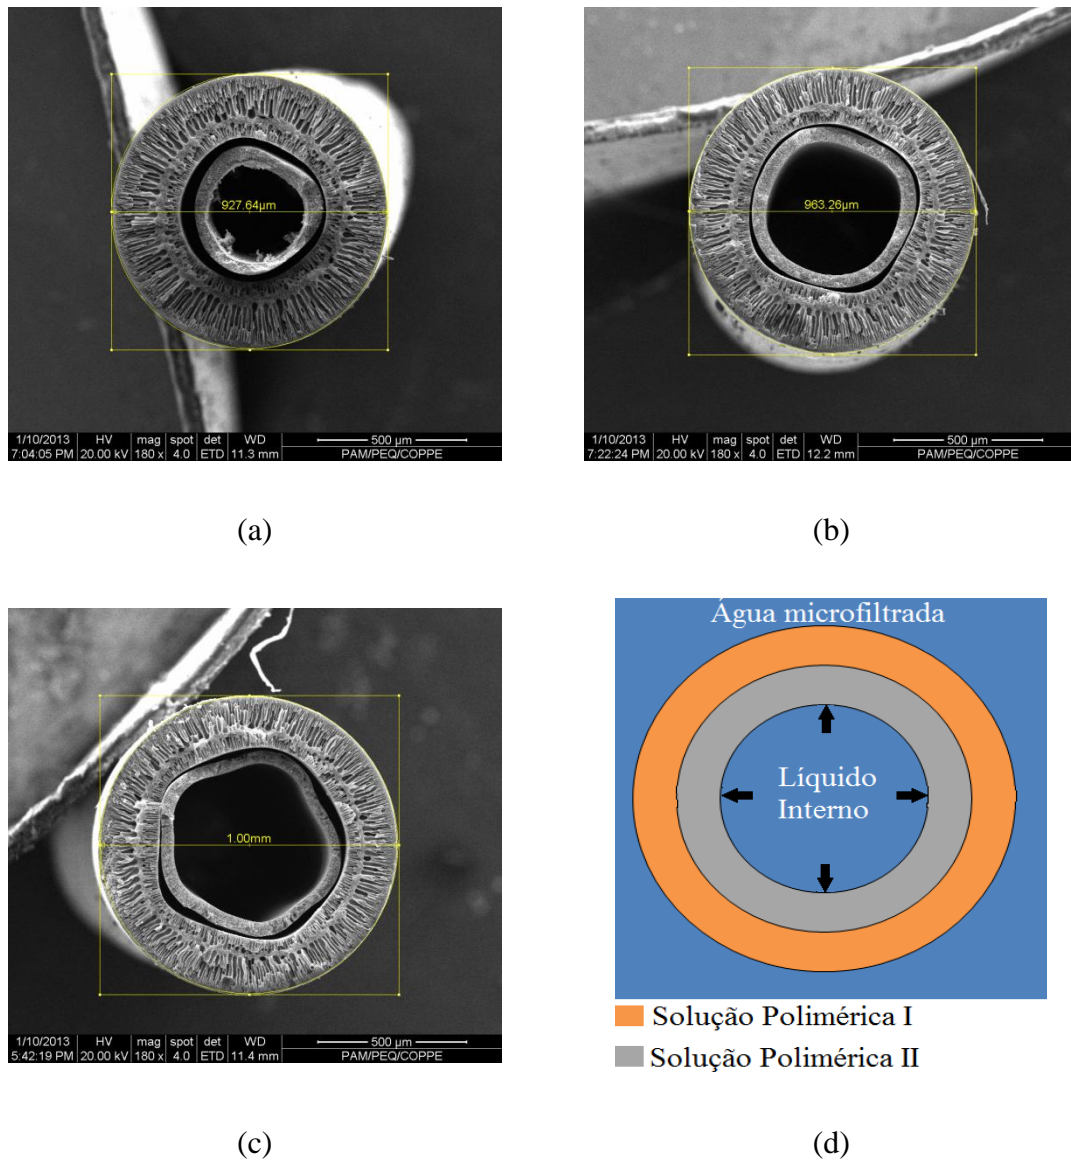 927.64µm
1/10/2013 HV mag spot det WD 500 µm
7:04:05 PM 20.00 kV 180 x 4.0 ETD 11.3 mm PAM/PEQ/COPPE
(a)
963.26µm
1/10/2013 HV mag spot det WD 500 µm
7:22:24 PM 20.00 kV 180 x 4.0 ETD 12.2 mm PAM/PEQ/COPPE
(b)
1.00mm
1/10/2013 HV mag spot det WD 500 µm
5:42:19 PM 20.00 kV 180 x 4.0 ETD 11.4 mm PAM/PEQ/COPPE
(c)
Água microfiltrada
Líquido
Interno
Solução Polimérica I
Solução Polimérica II
(d)